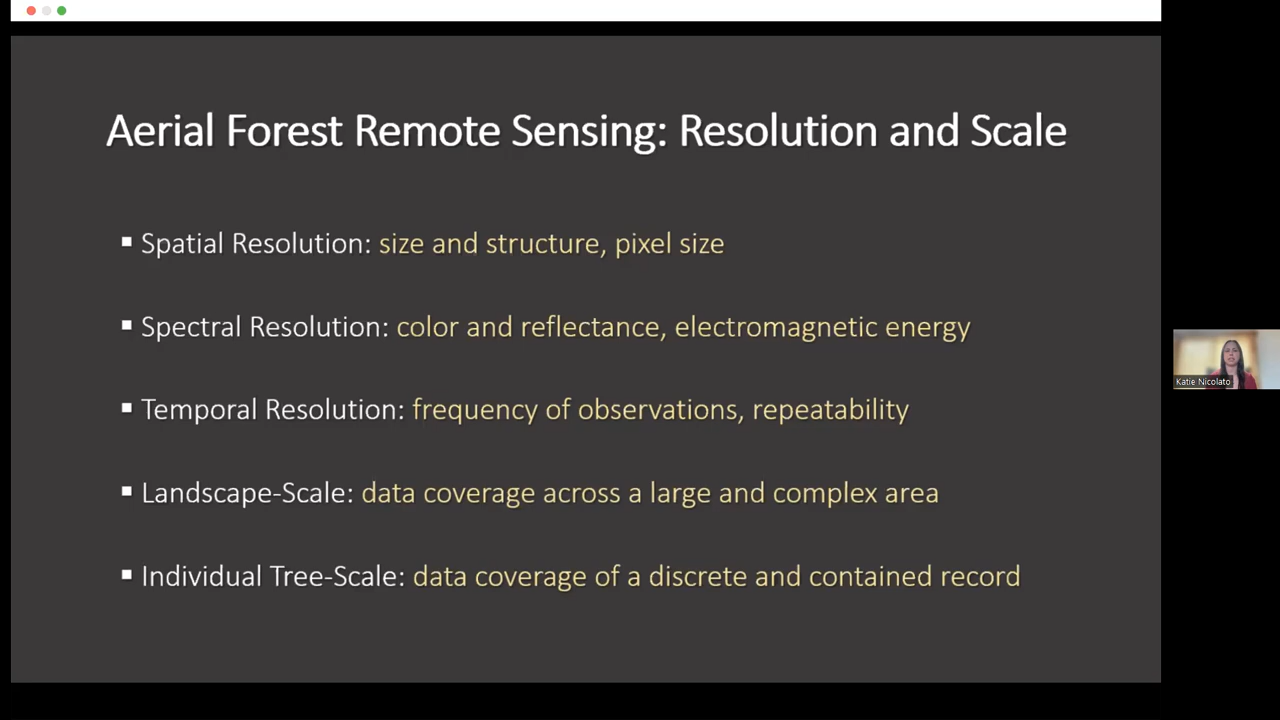 Aerial Forest Remote Sensing: Resolution and Scale
▪ Spatial Resolution: size and structure, pixel size
▪ Spectral Resolution: color and reflectance, electromagnetic energy
▪ Temporal Resolution: frequency of observations, repeatability
▪ Landscape-Scale: data coverage across a large and complex area
▪ Individual Tree-Scale: data coverage of a discrete and contained record
Katie Nicolato